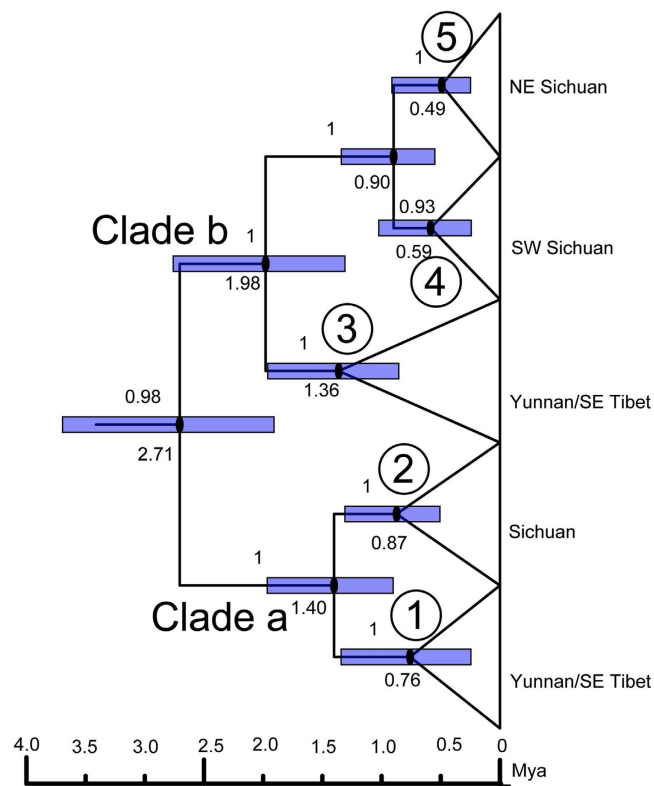 5
1
NE Sichuan
0.49
1
0.90
0.93
Clade b
1
SW Sichuan
0.59
4
1.98
3
1
1.36
Yunnan/SE Tibet
0.98
2.71
2
1
Sichuan
0.87
1
Clade a
1.40
1
1
0.76
Yunnan/SE Tibet
4.0 3.5 3.0 2.5 2.0 1.5 1.0 0.5 0
Mya